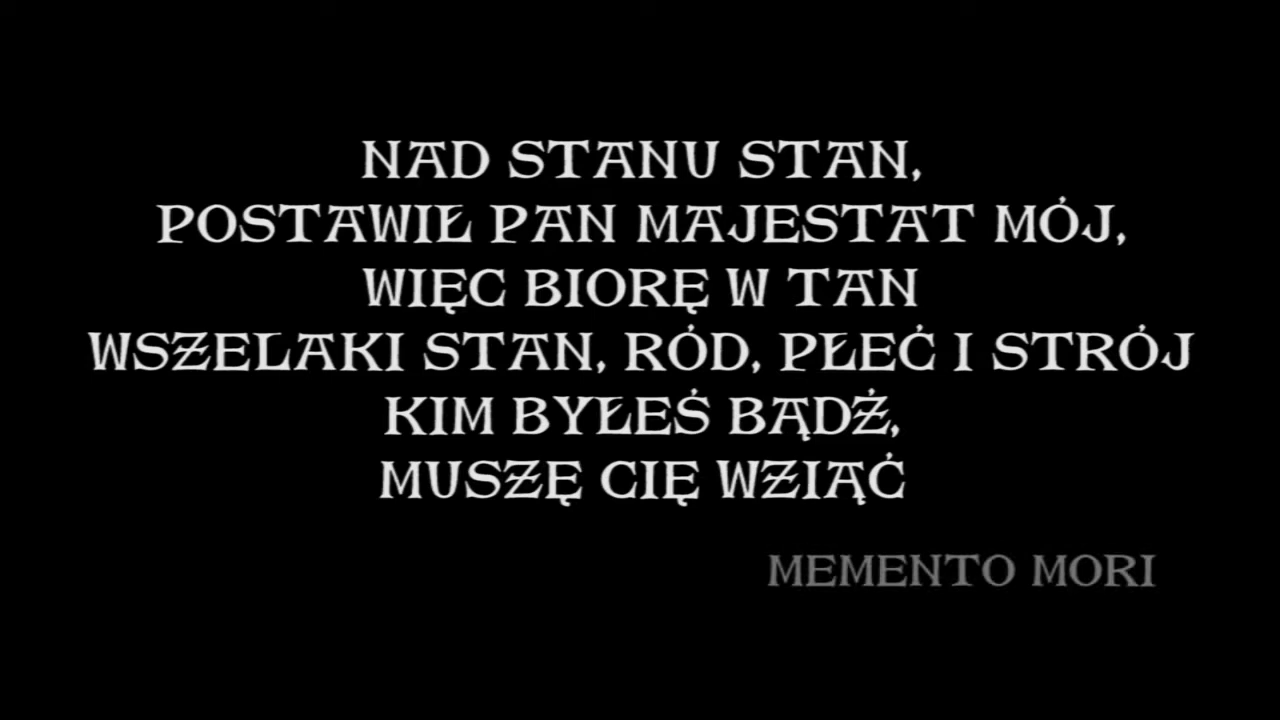 NAD STANU STAN,
POSTAWIŁ PAN MAJESTAT MÓJ,
WIĘC BIORĘ W TAN
WSZELAKI STAN, RÓD, PŁEĆ I STRÓJ
KIM BYŁEŚ BĄDŹ,
MUSZĘ CIĘ WZIĄĆ
MEMENTO MORI